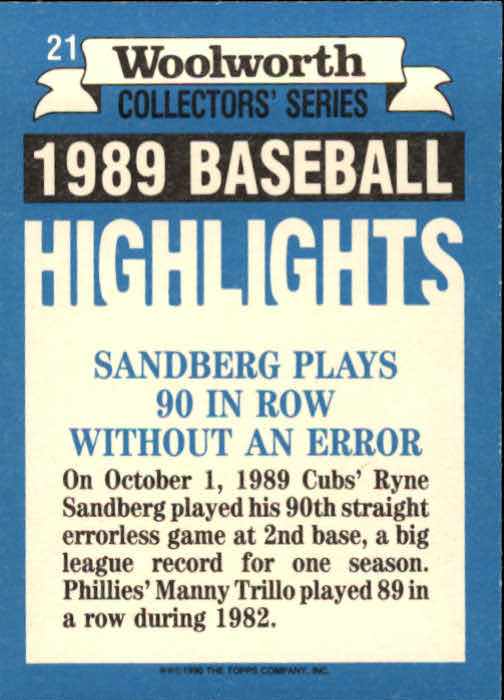 21
Woolworth
COLLECTORS' SERIES
1989 BASEBALL
HIGHLIGHTS
SANDBERG PLAYS
90 IN ROW
WITHOUT AN ERROR
On October 1, 1989 Cubs' Ryne
Sandberg played his 90th straight
errorless game at 2nd base, a big
league record for one season.
Phillies' Manny Trillo played 89 in
a row during 1982.
**©1990 THE TOPPS COMPANY, INC.